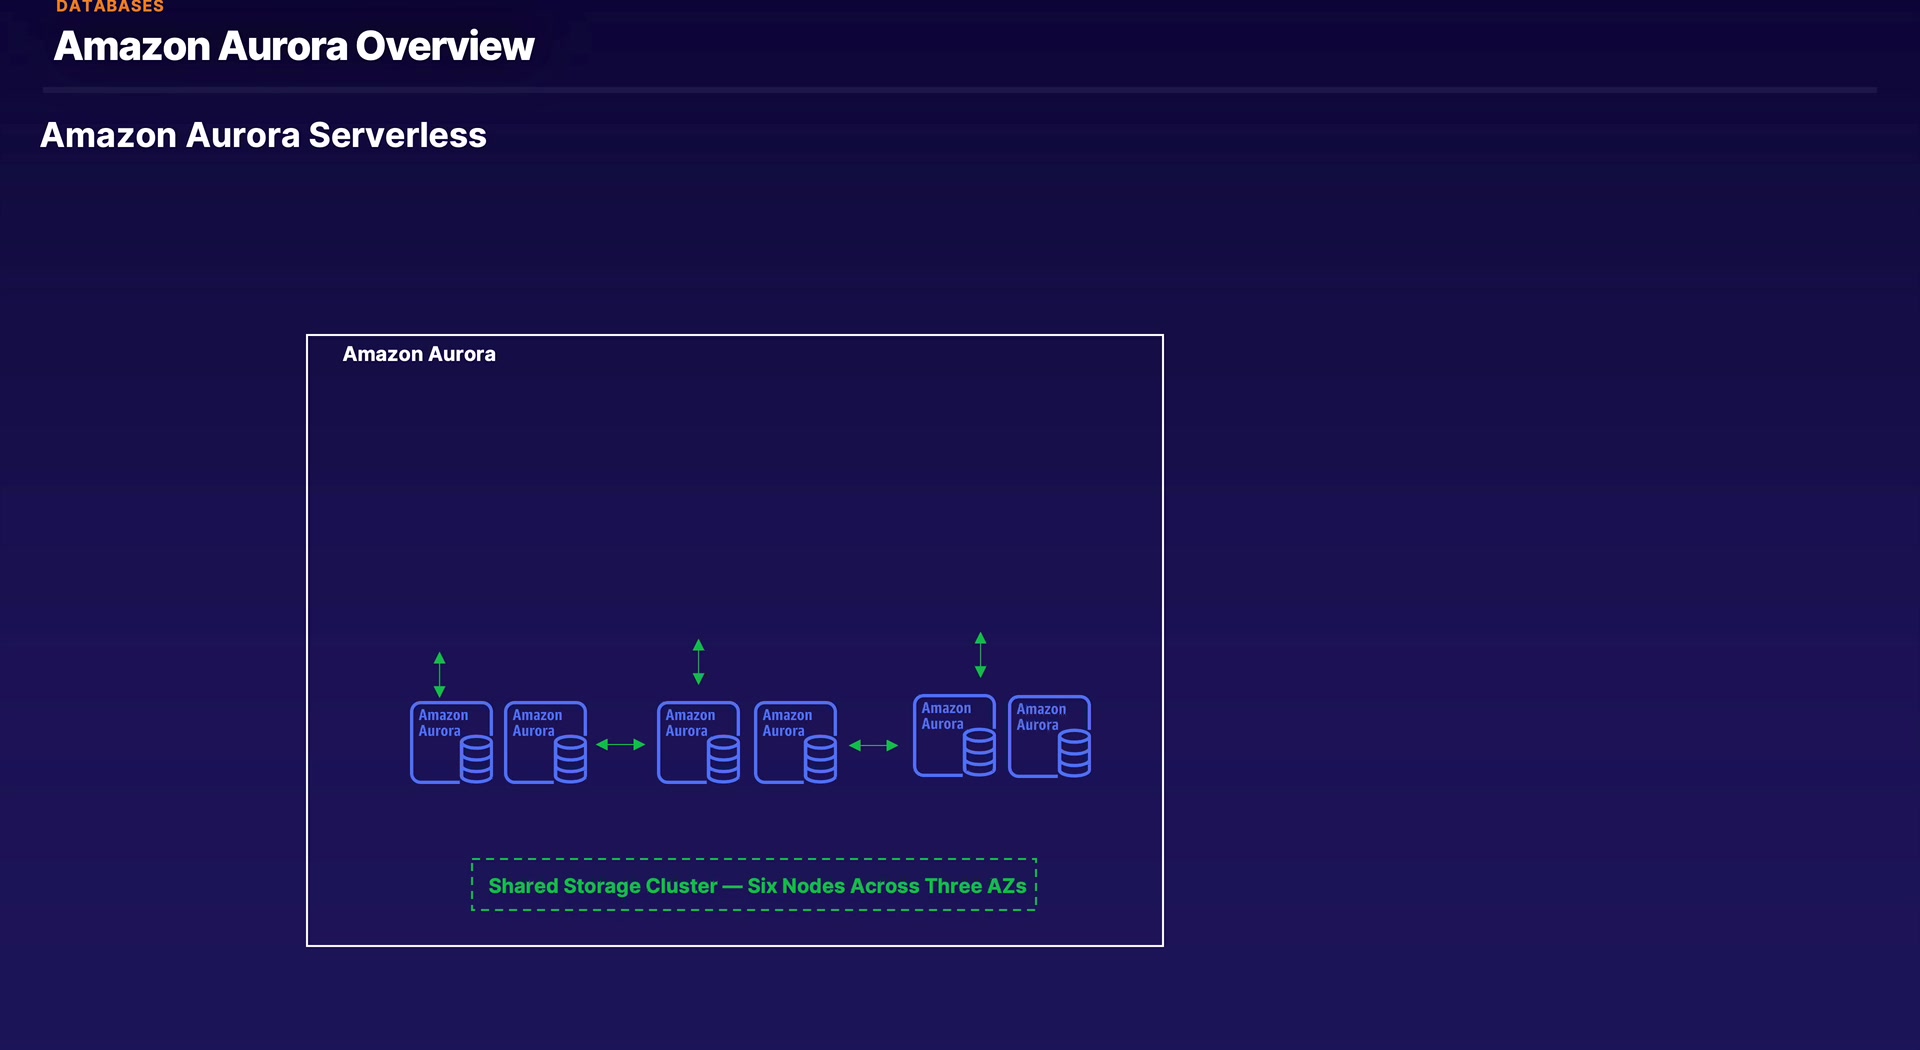 DATABASES
Amazon Aurora Overview
Amazon Aurora Serverless
Amazon Aurora
Amazon
Aurora
Amazon
Aurora
Amazon
Aurora
Amazon
Aurora
Amazon
Aurora
Amazon
Aurora
Shared Storage Cluster — Six Nodes Across Three AZs